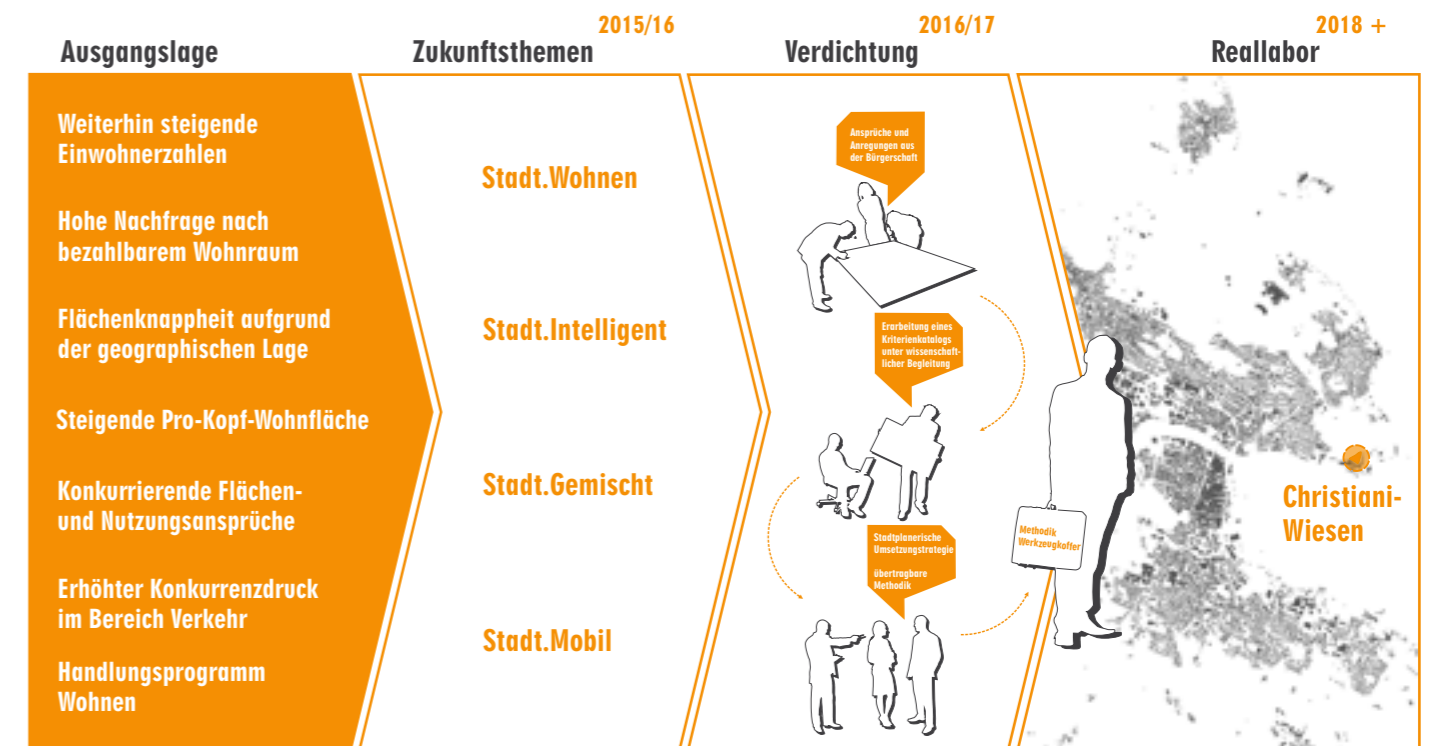 2015/16
2016/17
2018 +
Ausgangslage
Zukunftsthemen
Verdichtung
Reallabor
Weiterhin steigende
Einwohnerzahlen
Hohe Nachfrage nach
bezahlbarem Wohnraum
Flächenknappheit aufgrund
der geographischen Lage
Steigende Pro-Kopf-Wohnfläche
Konkurrierende Flächen-
und Nutzungsansprüche
Erhöhter Konkurrenzdruck
im Bereich Verkehr
Handlungsprogramm
Wohnen
Stadt.Wohnen
Stadt.Intelligent
Stadt.Gemischt
Stadt.Mobil
Ansprüche und
Anregungen aus
der Bürgerschaft
Erarbeitung eines
Kriterienkatalogs
unter wissenschaft-
licher Begleitung
Stadtplanerische
Umsetzungstrategie
übertragbare
Methodik
Methodik
Werkzeugkoffer
Christiani-
Wiesen